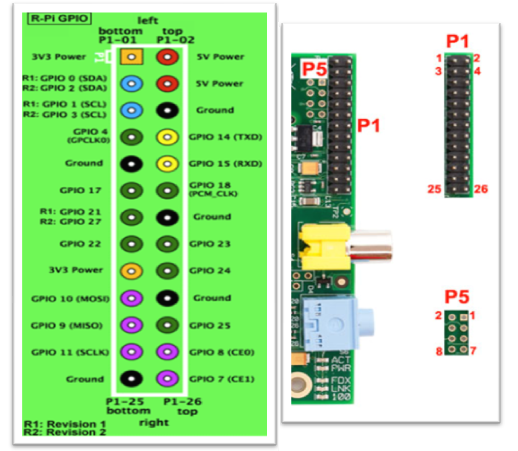 R-Pi GPIO
left
bottom top
P1-01 P1-02
3V3 Power 5V Power
R1: GPIO 0 (SDA)
R2: GPIO 2 (SDA) 5V Power
R1: GPIO 1 (SCL)
R2: GPIO 3 (SCL) Ground
GPIO 4
(GPCLK0) GPIO 14 (TXD)
Ground GPIO 15 (RXD)
GPIO 17 GPIO 18
(PCM_CLK)
R1: GPIO 21
R2: GPIO 27 Ground
GPIO 22 GPIO 23
3V3 Power GPIO 24
GPIO 10 (MOSI) Ground
GPIO 9 (MISO) GPIO 25
GPIO 11 (SCLK) GPIO 8 (CE0)
Ground GPIO 7 (CE1)
P1-25 P1-26
bottom top
right
R1: Revision 1
R2: Revision 2
P5
P1
TP2
ACT
PWR
FDX
LNK
100
P1
1 2
3 4
25 26
P5
2 1
8 7